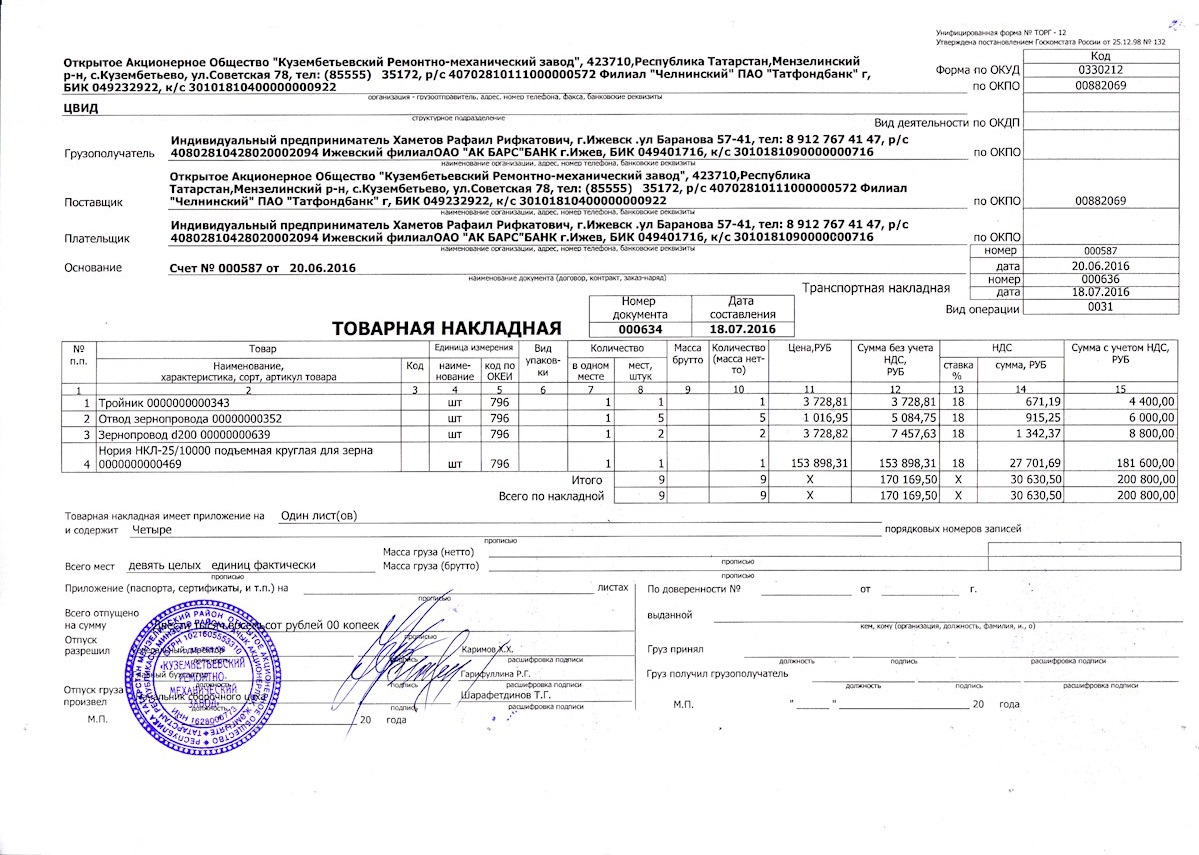 Унифицированная форма № ТОРГ - 12
Утверждена постановлением Госкомстата России от 25.12.98 № 132
Код
Форма по ОКУД 0330212
Открытое Акционерное Общество "Кузембетьевский Ремонтно-механический завод", 423710,Республика Татарстан,Мензелинский
р-н, с.Кузембетьево, ул.Советская 78, тел: (85555) 35172, р/с 40702810111000000572 Филиал "Челнинский" ПАО "Татфондбанк" г,
БИК 049232922, к/с 30101810400000000922
по ОКПО 00882069
организация - грузоотправитель, адрес, номер телефона, факса, банковские реквизиты
ЦВИД
структурное подразделение
Вид деятельности по ОКДП
Грузополучатель
Индивидуальный предприниматель Хаметов Рафаил Рифкатович, г.Ижевск .ул Баранова 57-41, тел: 8 912 767 41 47, р/с
40802810428020002094 Ижевский филиалОАО "АК БАРС"БАНК г.Ижев, БИК 049401716, к/с 3010181090000000716
по ОКПО
наименование организации, адрес, номер телефона, банковские реквизиты
Поставщик
Открытое Акционерное Общество "Кузембетьевский Ремонтно-механический завод", 423710,Республика
Татарстан,Мензелинский р-н, с.Кузембетьево, ул.Советская 78, тел: (85555) 35172, р/с 40702810111000000572 Филиал
"Челнинский" ПАО "Татфондбанк" г, БИК 049232922, к/с 30101810400000000922
по ОКПО 00882069
наименование организации, адрес, номер телефона, банковские реквизиты
Плательщик
Индивидуальный предприниматель Хаметов Рафаил Рифкатович, г.Ижевск .ул Баранова 57-41, тел: 8 912 767 41 47, р/с
40802810428020002094 Ижевский филиалОАО "АК БАРС"БАНК г.Ижев, БИК 049401716, к/с 3010181090000000716
по ОКПО
наименование организации, адрес, номер телефона, банковские реквизиты
номер 000587
Основание Счет № 000587 от 20.06.2016
дата 20.06.2016
наименование документа (договор, контракт, заказ-наряд)
Транспортная накладная
номер 000636
дата 18.07.2016
Вид операции 0031
Номер документа Дата составления
ТОВАРНАЯ НАКЛАДНАЯ 000634 18.07.2016
№ п.п. Товар Единица измерения Вид упаков-ки Количество Масса брутто Количество (масса нет-то) Цена,РУБ Сумма без учета НДС, РУБ НДС Сумма с учетом НДС, РУБ
Наименование, характеристика, сорт, артикул товара Код наиме-нование код по ОКЕИ в одном месте мест, штук ставка % сумма, РУБ
1 2 3 4 5 6 7 8 9 10 11 12 13 14 15
1 Тройник 0000000000343 шт 796 1 1 1 3 728,81 3 728,81 18 671,19 4 400,00
2 Отвод зернопровода 00000000352 шт 796 1 5 5 1 016,95 5 084,75 18 915,25 6 000,00
3 Зернопровод d200 00000000639 шт 796 1 2 2 3 728,82 7 457,63 18 1 342,37 8 800,00
Нория НКЛ-25/10000 подъемная круглая для зерна
4 0000000000469 шт 796 1 1 1 153 898,31 153 898,31 18 27 701,69 181 600,00
Итого 9 9 X 170 169,50 X 30 630,50 200 800,00
Всего по накладной 9 9 X 170 169,50 X 30 630,50 200 800,00
Товарная накладная имеет приложение на Один лист(ов)
и содержит Четыре порядковых номеров записей
прописью
Масса груза (нетто)
прописью
Всего мест девять целых единиц фактически Масса груза (брутто)
прописью прописью
Приложение (паспорта, сертификаты, и т.п.) на листах
прописью
По доверенности № от г.
Всего отпущено
на сумму Двести тысяч восемьсот рублей 00 копеек
прописью
выданной
кем, кому (организация, должность, фамилия, и., о)
Отпуск
разрешил Генеральный директор Каримов Х.Х.
должность подпись расшифровка подписи
Груз принял
должность подпись расшифровка подписи
Главный бухгалтер Гарифуллина Р.Г.
подпись расшифровка подписи
Груз получил грузополучатель
должность подпись расшифровка подписи
Отпуск груза
произвел Начальник сборочного цеха Шарафетдинов Т.Г.
должность подпись расшифровка подписи
М.П. 20 года
М.П. " " 20 года
КУЗЕМБЕТЬЕВСКИЙ
РЕМОНТНО-
МЕХАНИЧЕСКИЙ
ЗАВОД
ОГРН 1021605553310
ИНН 1628000773